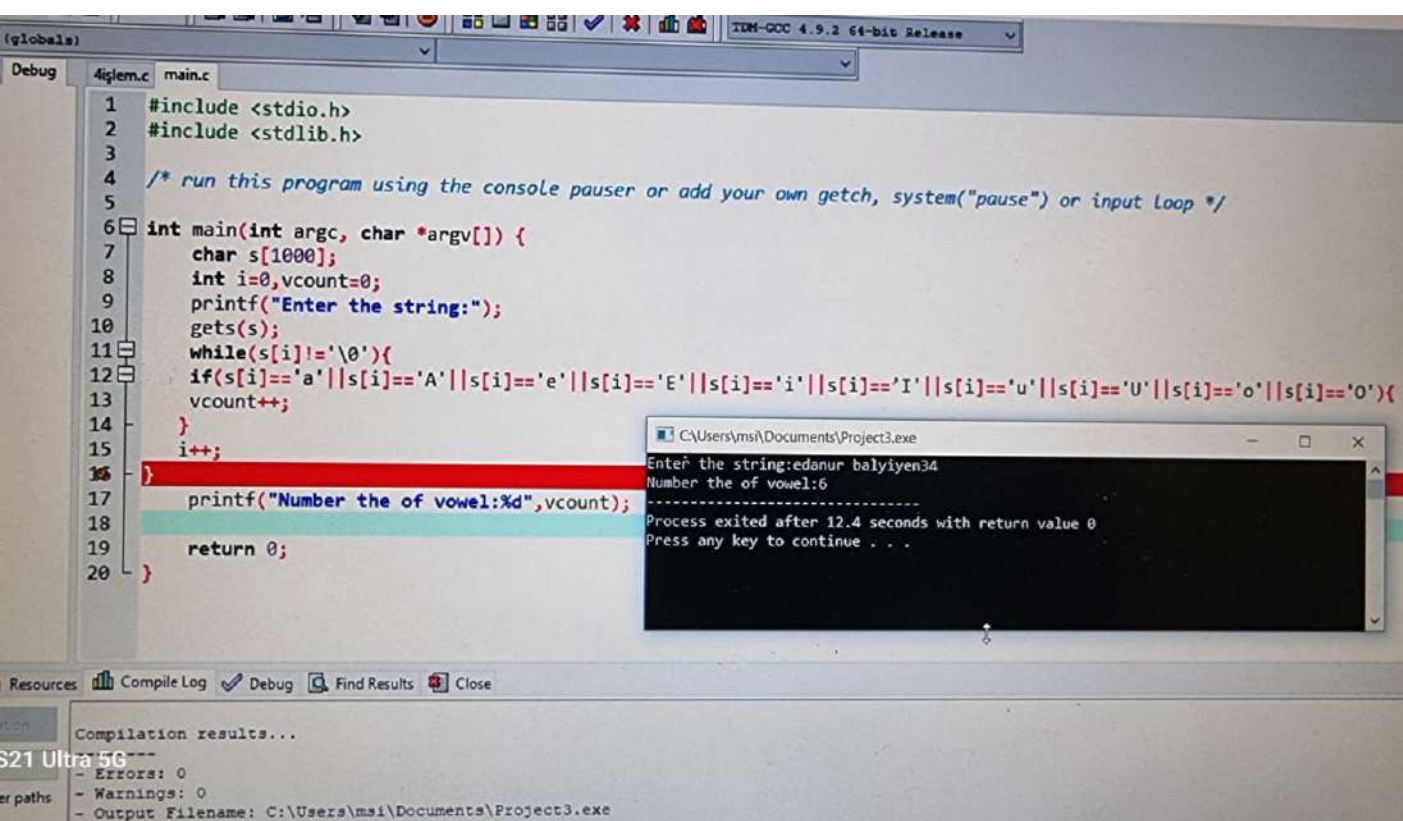 TDM-GCC 4.9.2 64-bit Release
(globals)
Debug
4işlem.c main.c
1 #include <stdio.h>
2 #include <stdlib.h>
3
4 /* run this program using the console pauser or add your own getch, system("pause") or input loop */
5
6 int main(int argc, char *argv[]) {
7 char s[1000];
8 int i=0,vcount=0;
9 printf("Enter the string:");
10 gets(s);
11 while(s[i]!='\0'){
12 if(s[i]=='a'||s[i]=='A'||s[i]=='e'||s[i]=='E'||s[i]=='i'||s[i]=='I'||s[i]=='u'||s[i]=='U'||s[i]=='o'||s[i]=='O'){
13 vcount++;
14 }
15 i++;
16 }
17 printf("Number the of vowel:%d",vcount);
18
19 return 0;
20 }
C:\Users\msi\Documents\Project3.exe
Enter the string:edanur balyiyen34
Number the of vowel:6
--------------------------------
Process exited after 12.4 seconds with return value 0
Press any key to continue . . .
Resources Compile Log Debug Find Results Close
Compilation results...
--------
S21 Ultra 5G
- Errors: 0
er paths
- Warnings: 0
- Output Filename: C:\Users\msi\Documents\Project3.exe